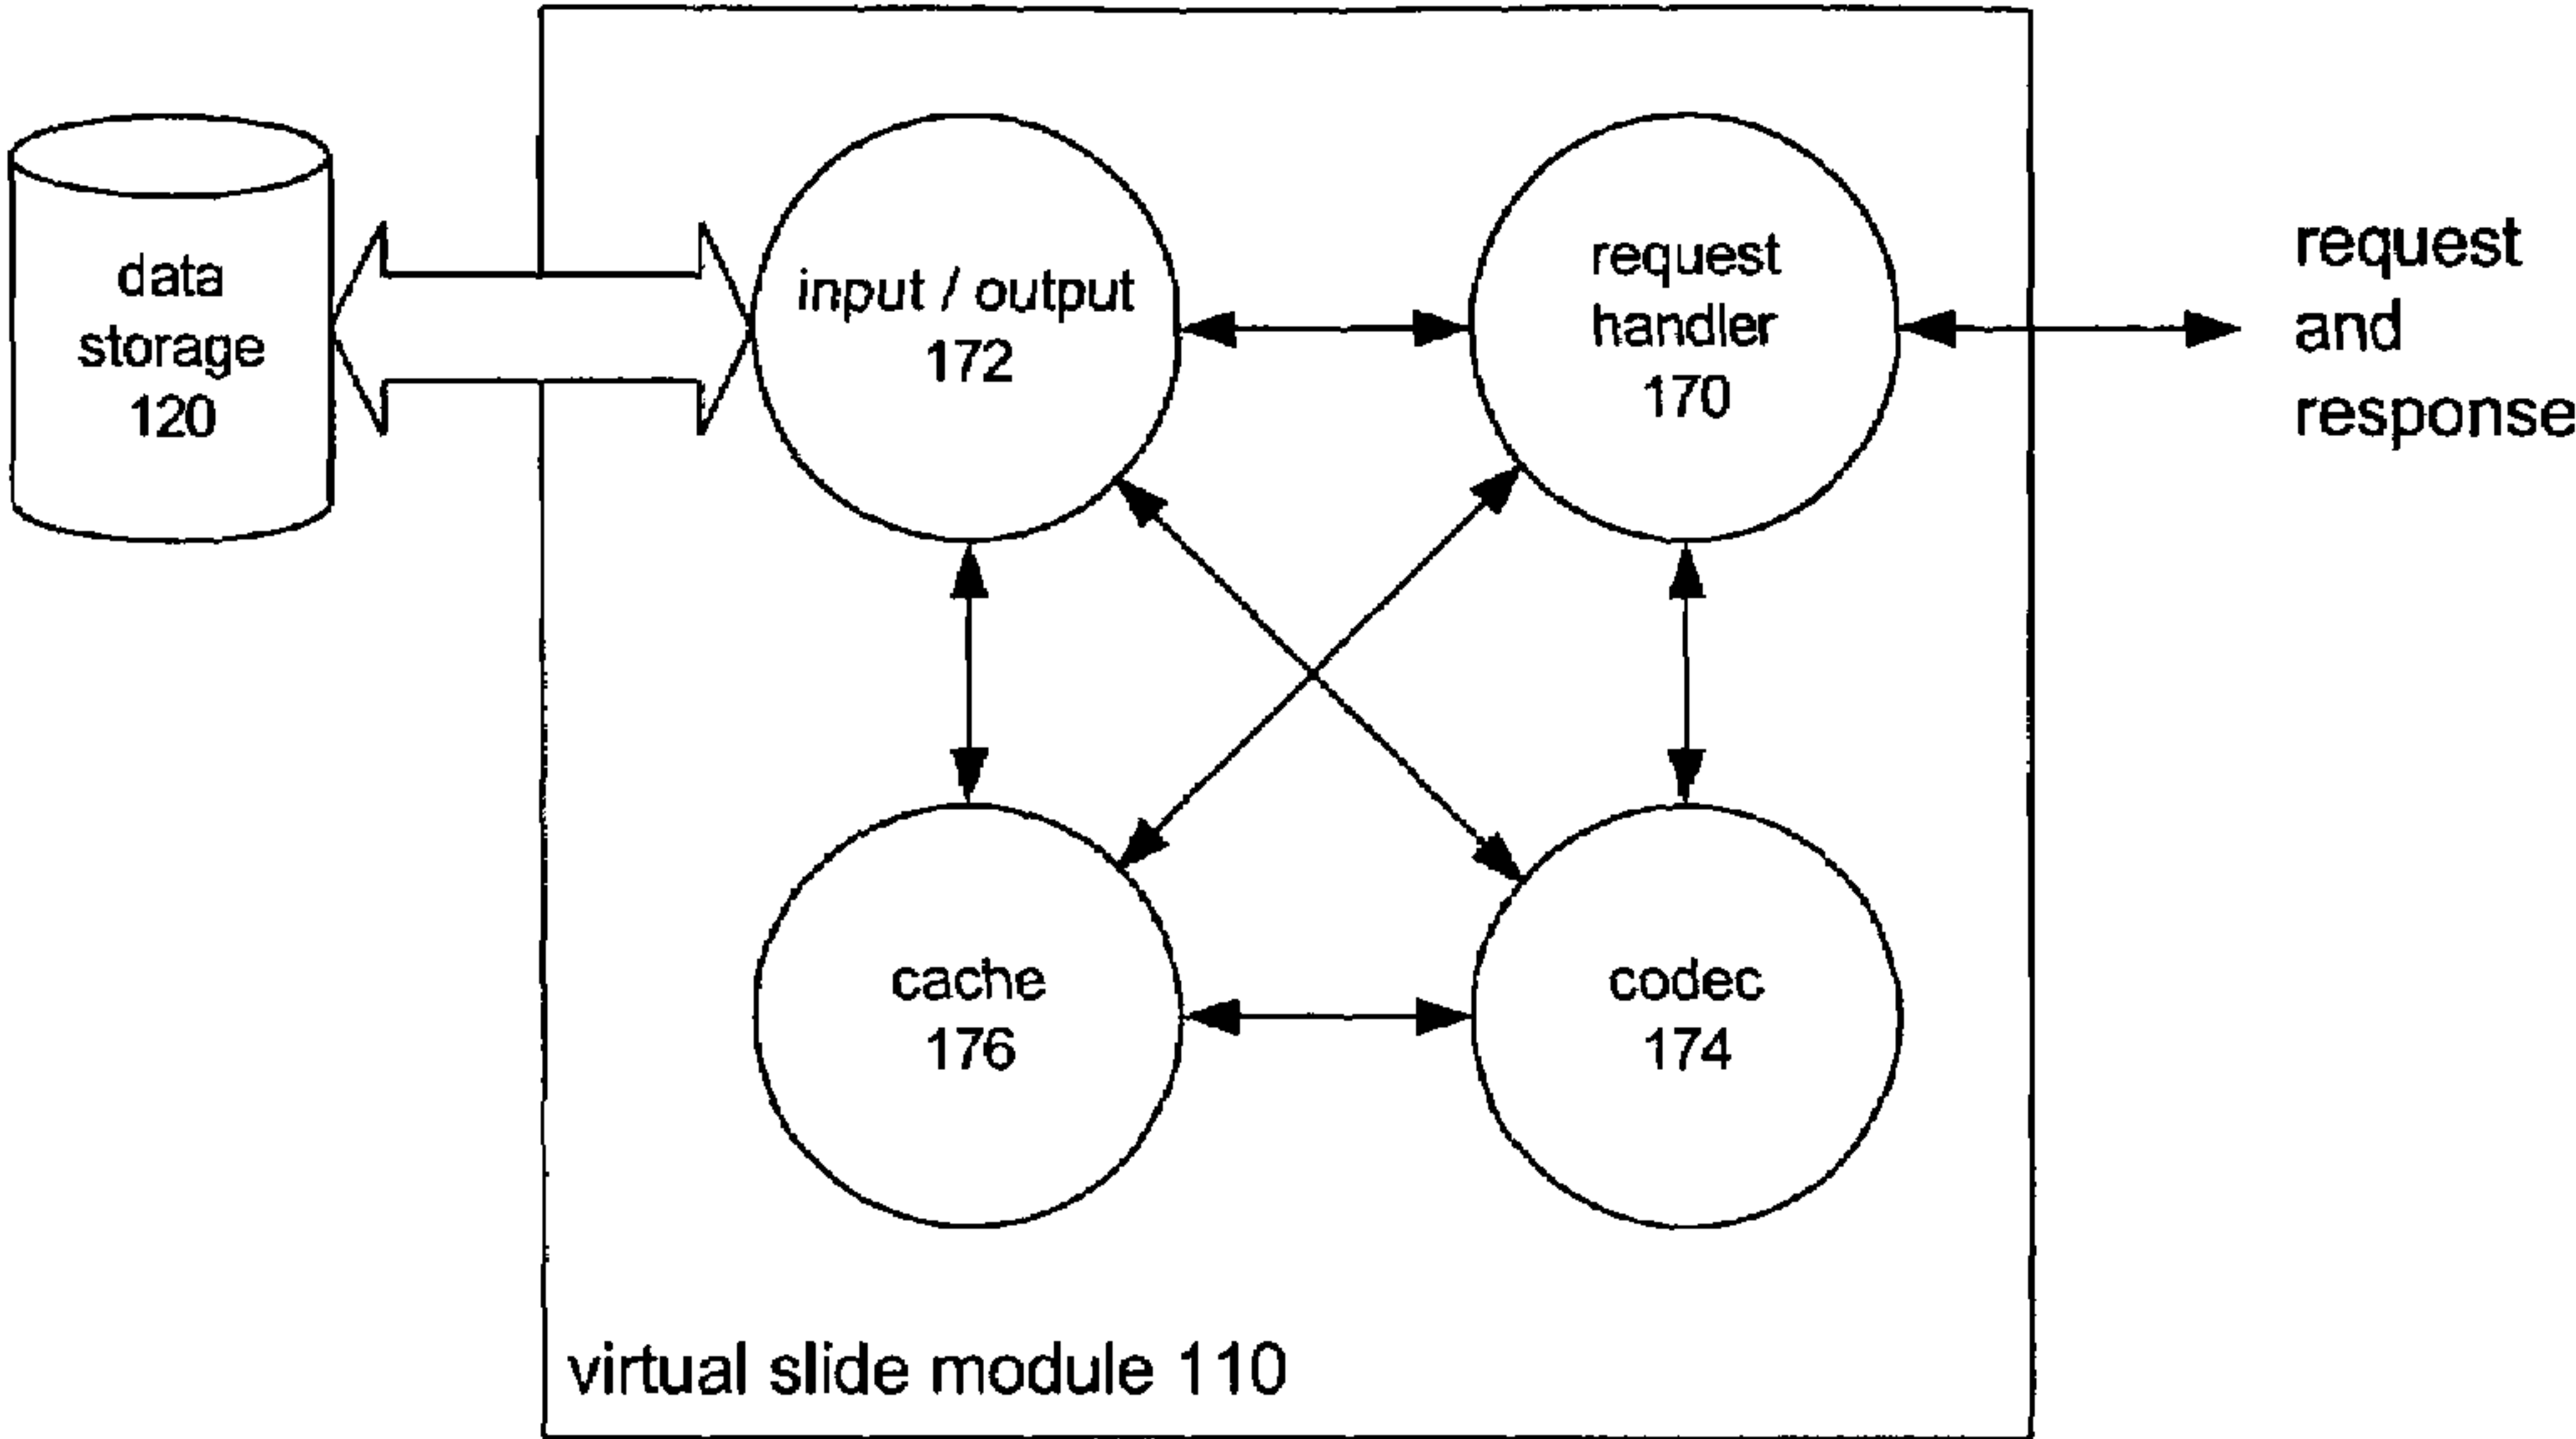 data
storage
120
input / output
172
request
handler
170
request
and
response
cache
176
codec
174
virtual slide module 110